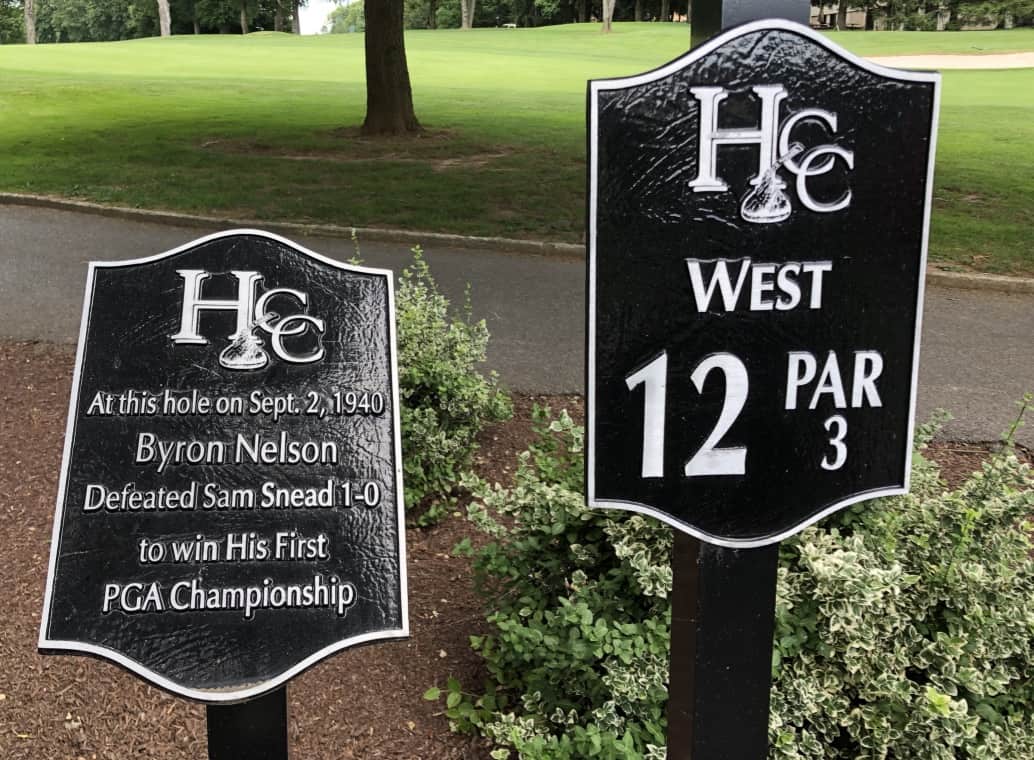 HCC
At this hole on Sept. 2, 1940
Byron Nelson
Defeated Sam Snead 1-0
to win His First
PGA Championship
HCC
WEST
12 PAR
3